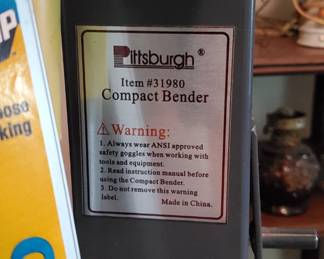 Pittsburgh®
Item #31980
Compact Bender
⚠Warning:
1. Always wear ANSI approved
safety goggles when working with
tools and equipment.
2. Read instruction manual before
using the Compact Bender.
3. Do not remove this warning
label.
Made in China.
P
Nose
king